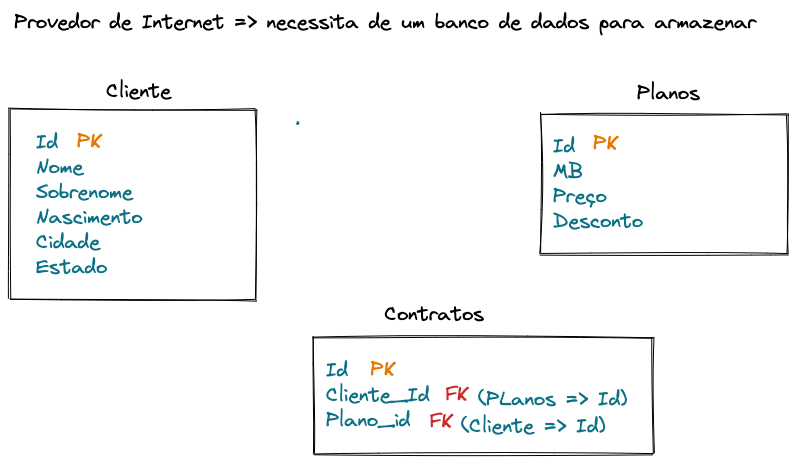 Provedor de Internet => necessita de um banco de dados para armazenar
Cliente
Id PK
Nome
Sobrenome
Nascimento
Cidade
Estado
Planos
Id PK
MB
Preço
Desconto
Contratos
Id PK
Cliente_Id FK (PLanos => Id)
Plano_id FK (Cliente => Id)